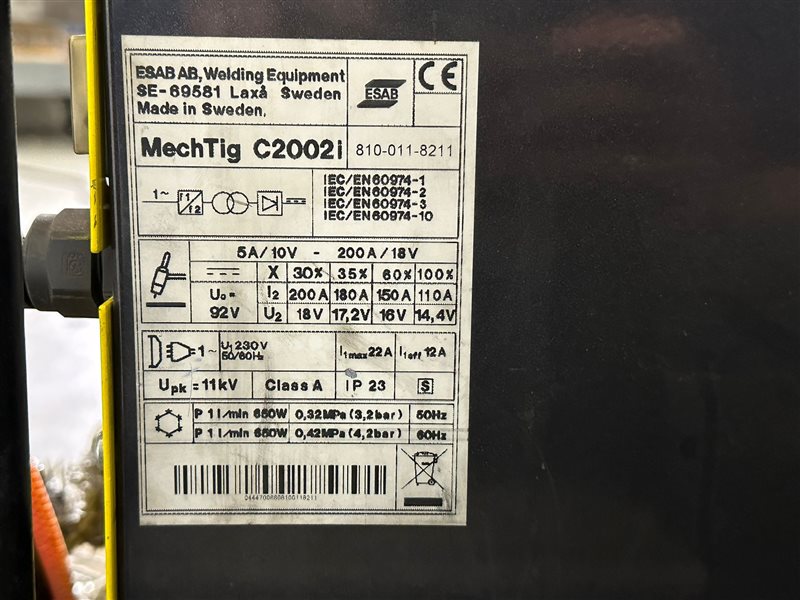 ESAB AB, Welding Equipment
SE-69581 Laxå Sweden
Made in Sweden.
ESAB
CE
MechTig C2002i
810-011-8211
1~
f1
f2
IEC/EN60974-1
IEC/EN60974-2
IEC/EN60974-3
IEC/EN60974-10
5A/10V - 200A/18V
X 30% 35% 60% 100%
U₀= I₂ 200A 180A 150A 110A
92V U₂ 18V 17,2V 16V 14,4V
1~ U₁ 230V
50/60Hz
I₁max 22A I₁eff 12A
Upk = 11kV Class A IP 23 S
P 1 l/min 650W 0,32MPa (3,2bar) 50Hz
P 1 l/min 650W 0,42MPa (4,2bar) 60Hz